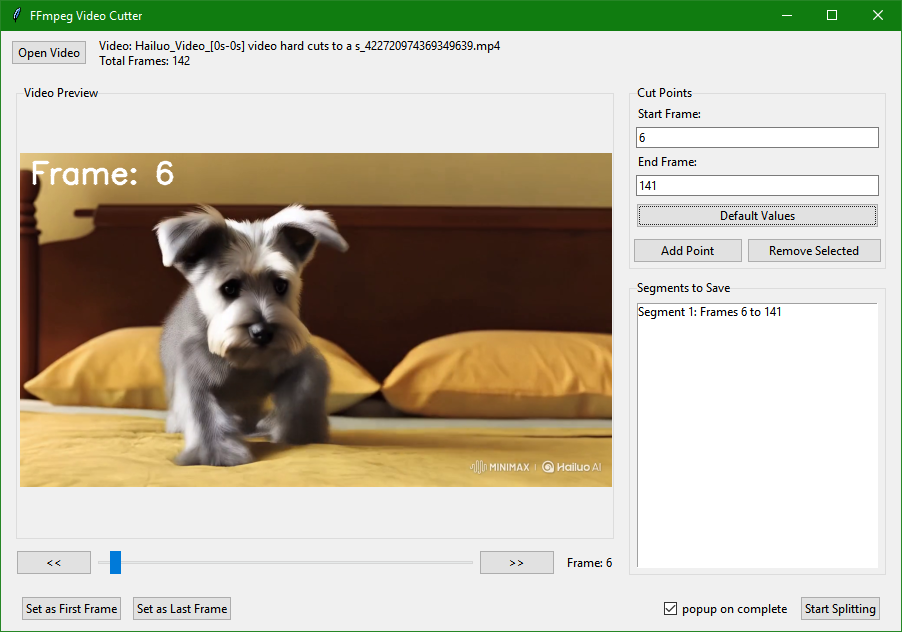 FFmpeg Video Cutter
Open Video
Video: Hailuo_Video_[0s-0s] video hard cuts to a s_422720974369349639.mp4
Total Frames: 142
Video Preview
Frame: 6
MINIMAX | Hailuo AI
<<
>>
Frame: 6
Set as First Frame
Set as Last Frame
Cut Points
Start Frame:
6
End Frame:
141
Default Values
Add Point
Remove Selected
Segments to Save
Segment 1: Frames 6 to 141
popup on complete
Start Splitting